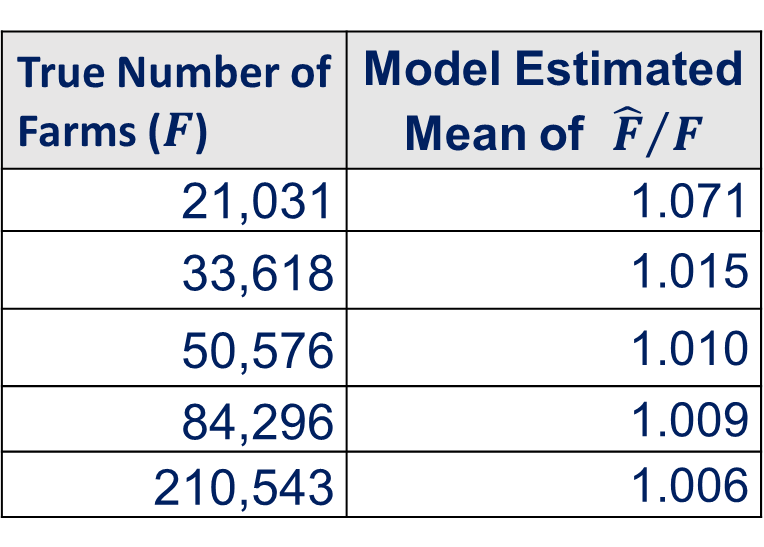 True Number of Model Estimated
Farms (F) Mean of F̂/F
21,031 1.071
33,618 1.015
50,576 1.010
84,296 1.009
210,543 1.006